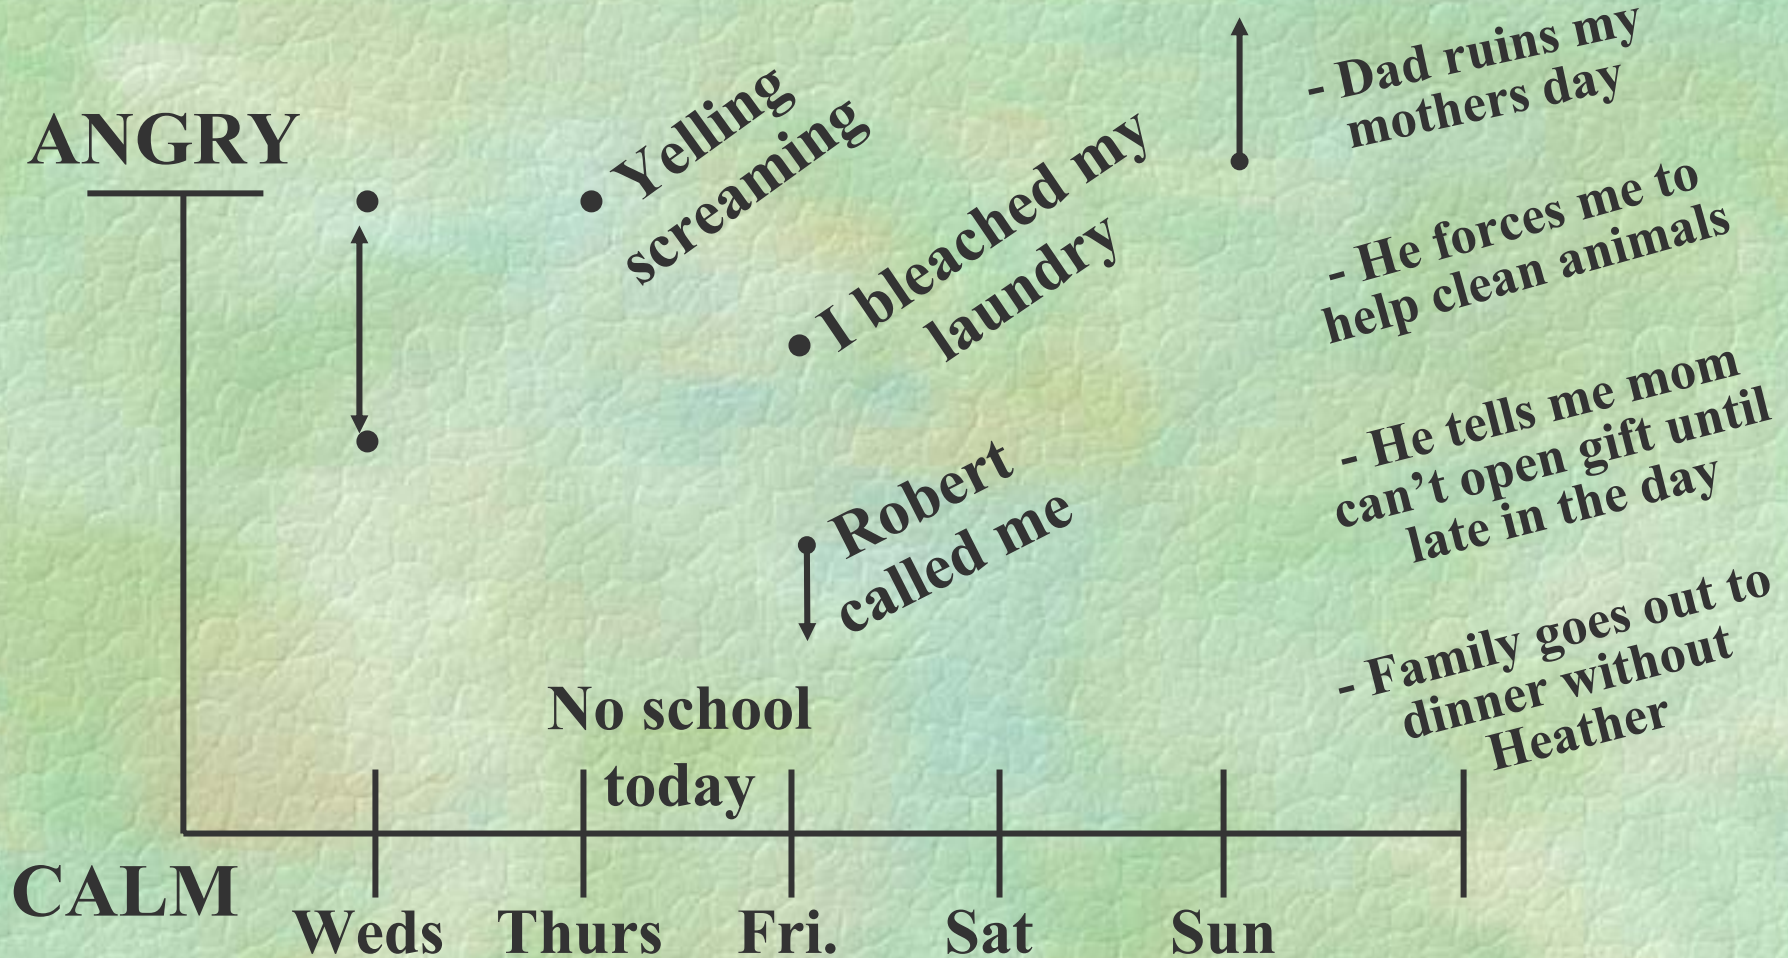 ANGRY
• Yelling
screaming
• I bleached my
laundry
Robert
called me
No school
today
- Dad ruins my
mothers day
- He forces me to
help clean animals
- He tells me mom
can’t open gift until
late in the day
- Family goes out to
dinner without
Heather
CALM
Weds Thurs Fri. Sat Sun